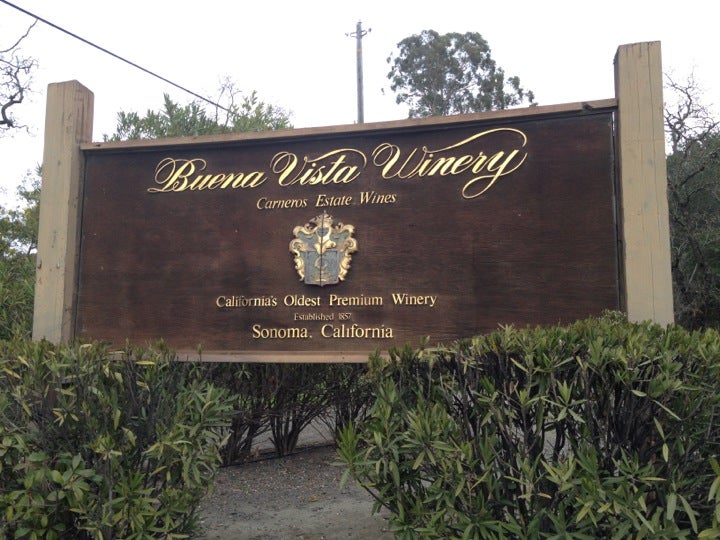 Buena Vista Winery
Carneros Estate Wines
California's Oldest Premium Winery
Established 1857
Sonoma, California